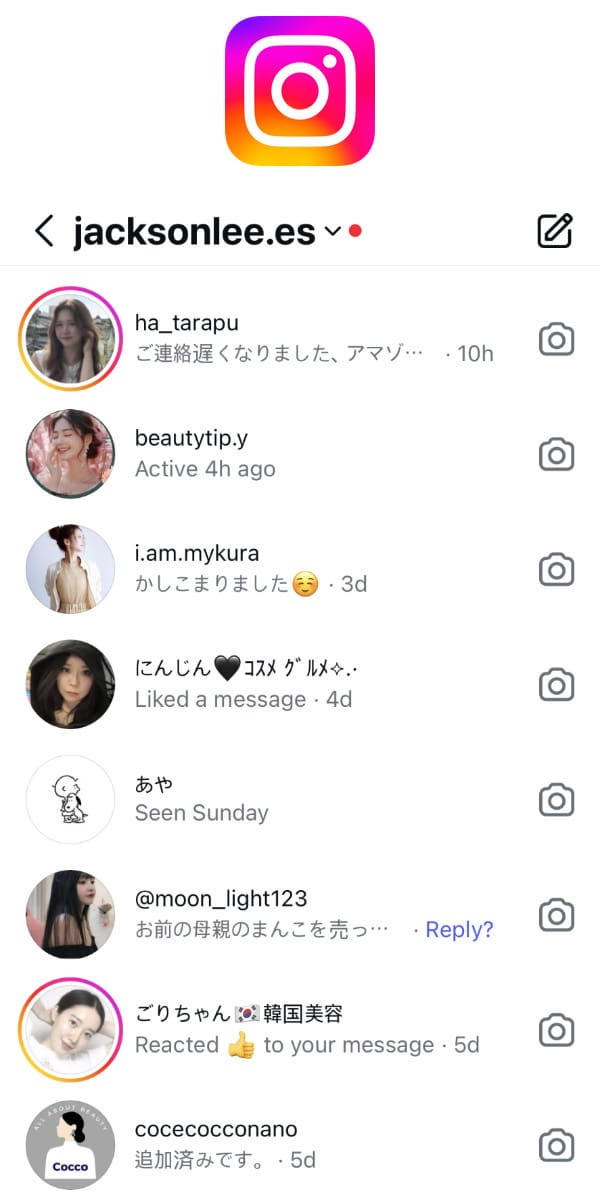 jacksonlee.es
ha_tarapu
ご連絡遅くなりました、アマゾ… · 10h
beautytip.y
Active 4h ago
i.am.mykura
かしこまりました☺️ · 3d
にんじん🖤ｺｽﾒ ｸﾞﾙﾒ✧.·
Liked a message · 4d
あや
Seen Sunday
@moon_light123
お前の母親のまんこを売っ… · Reply?
ごりちゃん🇰🇷韓国美容
Reacted 👍 to your message · 5d
ALL ABOUT BEAUTY
Cocco
cocecocconano
追加済みです。 · 5d